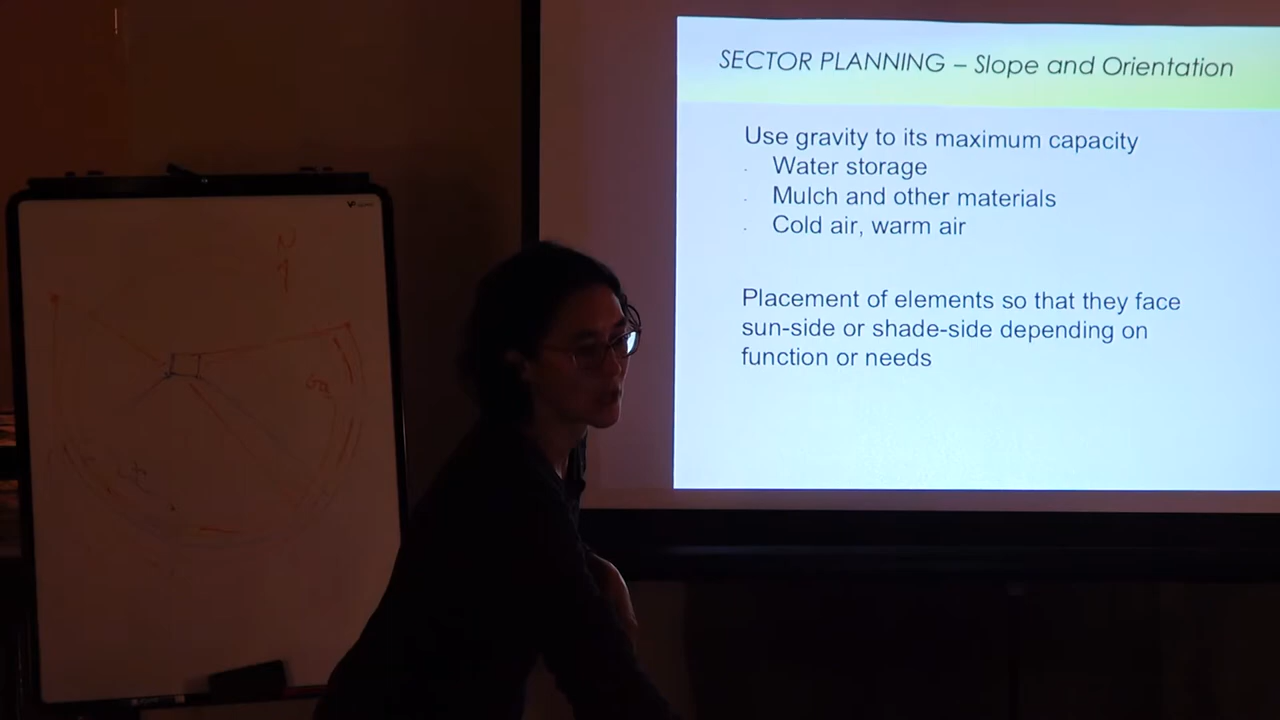 SECTOR PLANNING – Slope and Orientation
Use gravity to its maximum capacity
Water storage
Mulch and other materials
Cold air, warm air
Placement of elements so that they face
sun-side or shade-side depending on
function or needs
N